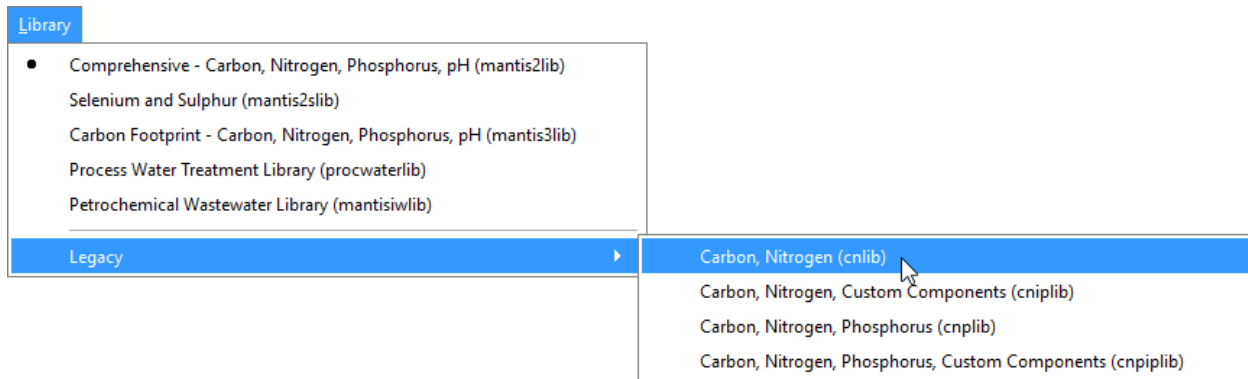 Library
Comprehensive - Carbon, Nitrogen, Phosphorus, pH (mantis2lib)
Selenium and Sulphur (mantis2slib)
Carbon Footprint - Carbon, Nitrogen, Phosphorus, pH (mantis3lib)
Process Water Treatment Library (procwaterlib)
Petrochemical Wastewater Library (mantisiwlib)
Legacy
Carbon, Nitrogen (cnlib)
Carbon, Nitrogen, Custom Components (cniplib)
Carbon, Nitrogen, Phosphorus (cnplib)
Carbon, Nitrogen, Phosphorus, Custom Components (cnpiplib)